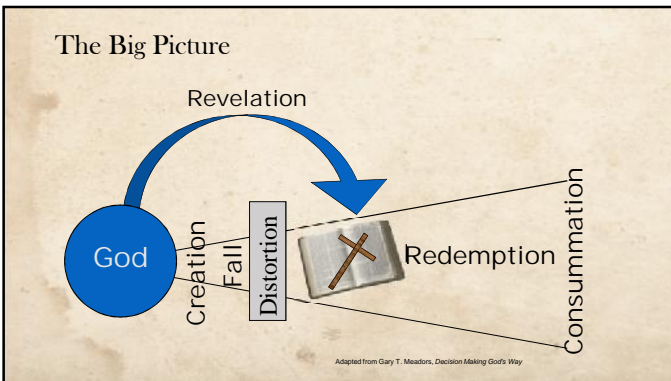 The Big Picture
Revelation
God
Creation
Fall
Distortion
Redemption
Consummation
Adapted from Gary T. Meadors, Decision Making God's Way